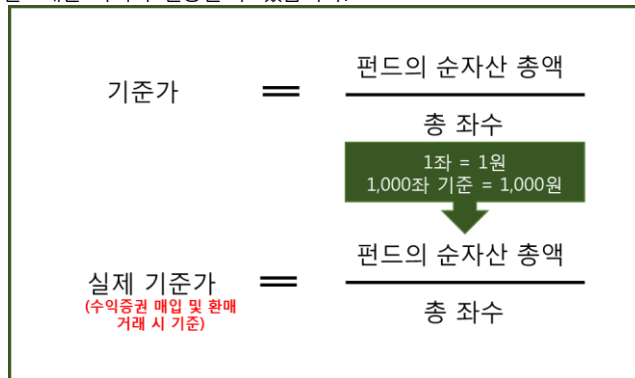 기준가
=
펀드의 순자산 총액
총 좌수
1좌 = 1원
1,000좌 기준 = 1,000원
실제 기준가
(수익증권 매입 및 환매
거래 시 기준)
=
펀드의 순자산 총액
총 좌수